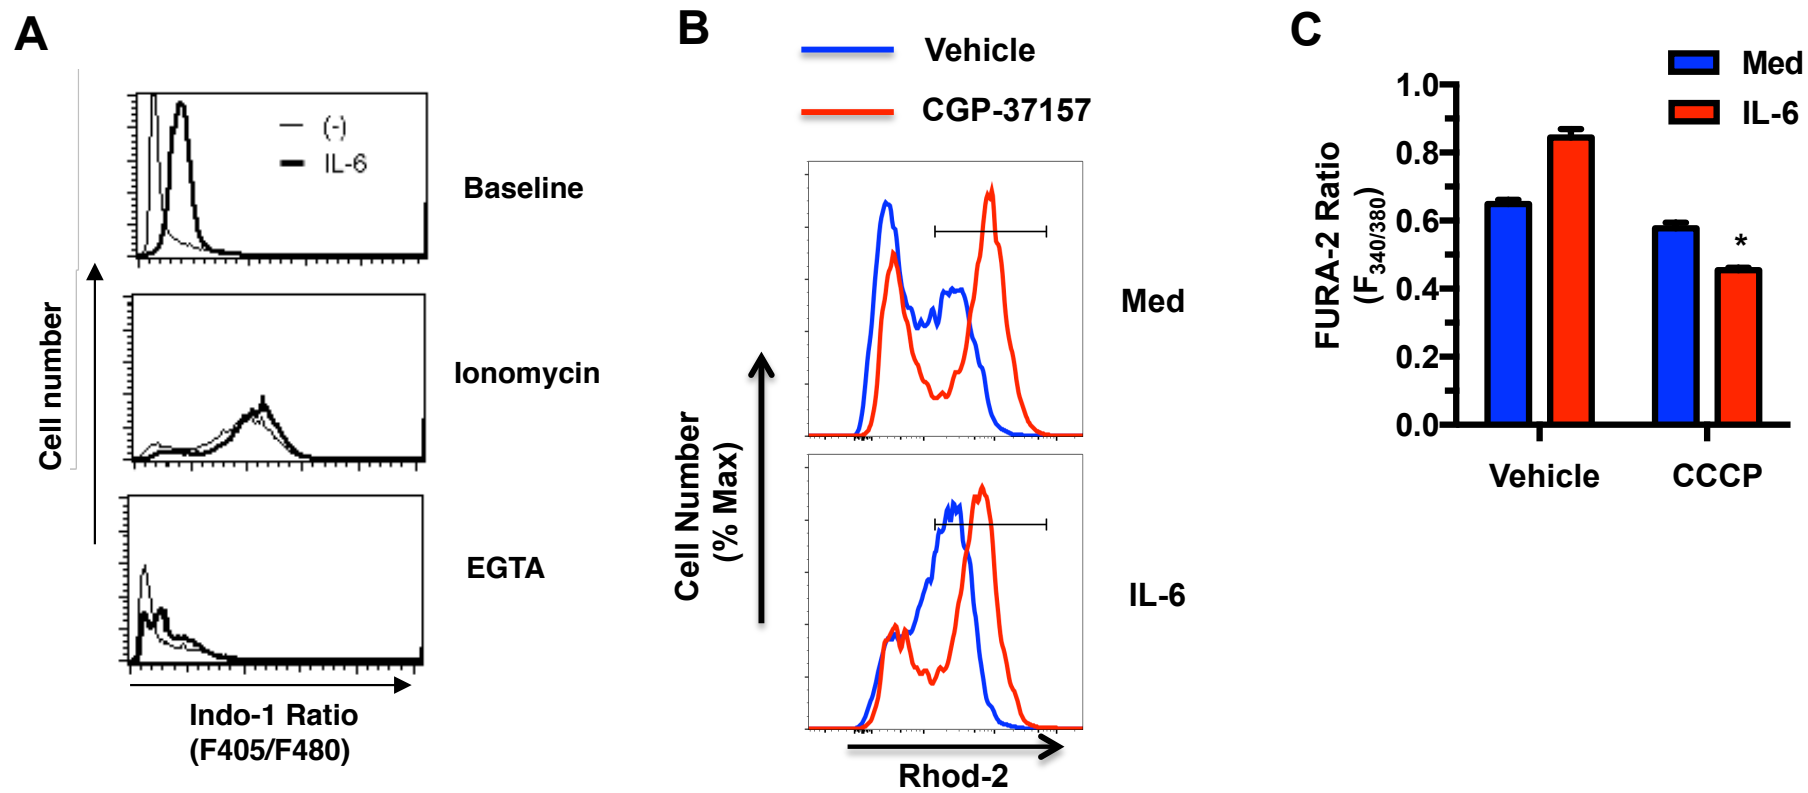 A
(-)
IL-6
Baseline
Ionomycin
EGTA
Cell number
Indo-1 Ratio
(F405/F480)
B
Vehicle
CGP-37157
Med
IL-6
Cell Number
(% Max)
Rhod-2
C
Med
IL-6
FURA-2 Ratio
(F340/380)
1.0
0.8
0.6
0.4
0.2
0.0
*
Vehicle
CCCP